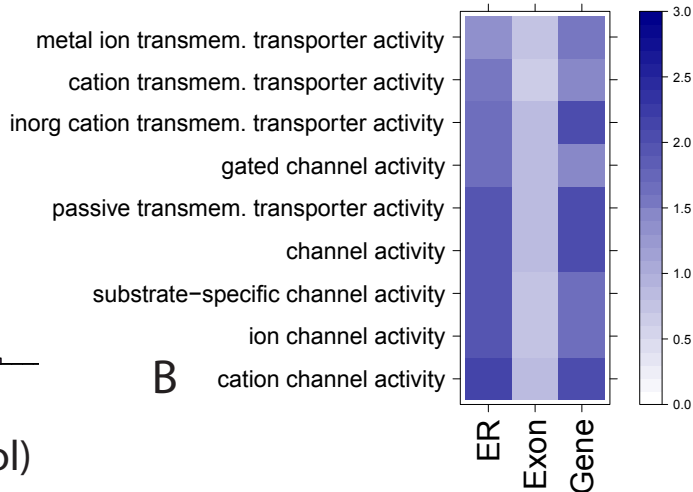 metal ion transmem. transporter activity
cation transmem. transporter activity
inorg cation transmem. transporter activity
gated channel activity
passive transmem. transporter activity
channel activity
substrate−specific channel activity
ion channel activity
B cation channel activity
ER
Exon
Gene
3.0
2.5
2.0
1.5
1.0
0.5
0.0
ol)